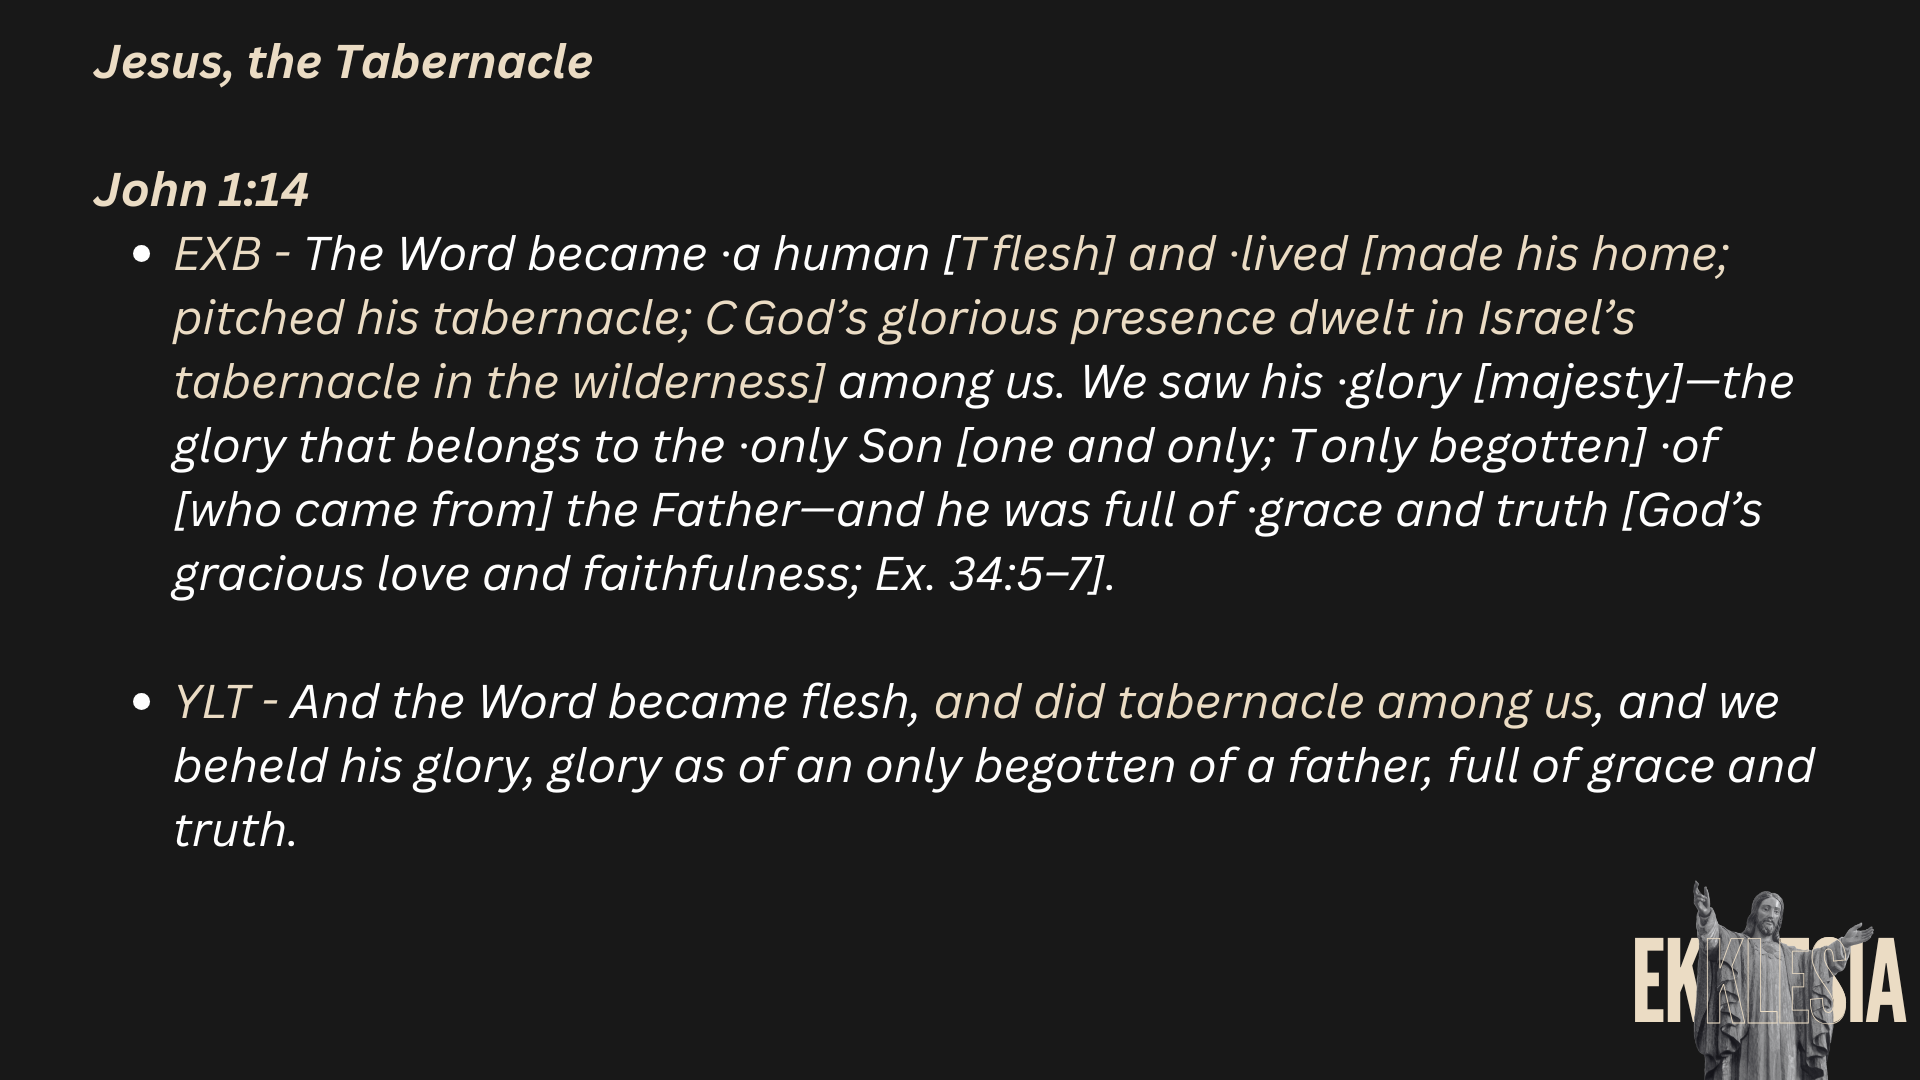 Jesus, the Tabernacle
John 1:14
• EXB - The Word became ·a human [T flesh] and ·lived [made his home;
pitched his tabernacle; C God’s glorious presence dwelt in Israel’s
tabernacle in the wilderness] among us. We saw his ·glory [majesty]—the
glory that belongs to the ·only Son [one and only; T only begotten] ·of
[who came from] the Father—and he was full of ·grace and truth [God’s
gracious love and faithfulness; Ex. 34:5–7].
• YLT - And the Word became flesh, and did tabernacle among us, and we
beheld his glory, glory as of an only begotten of a father, full of grace and
truth.
EKKLESIA